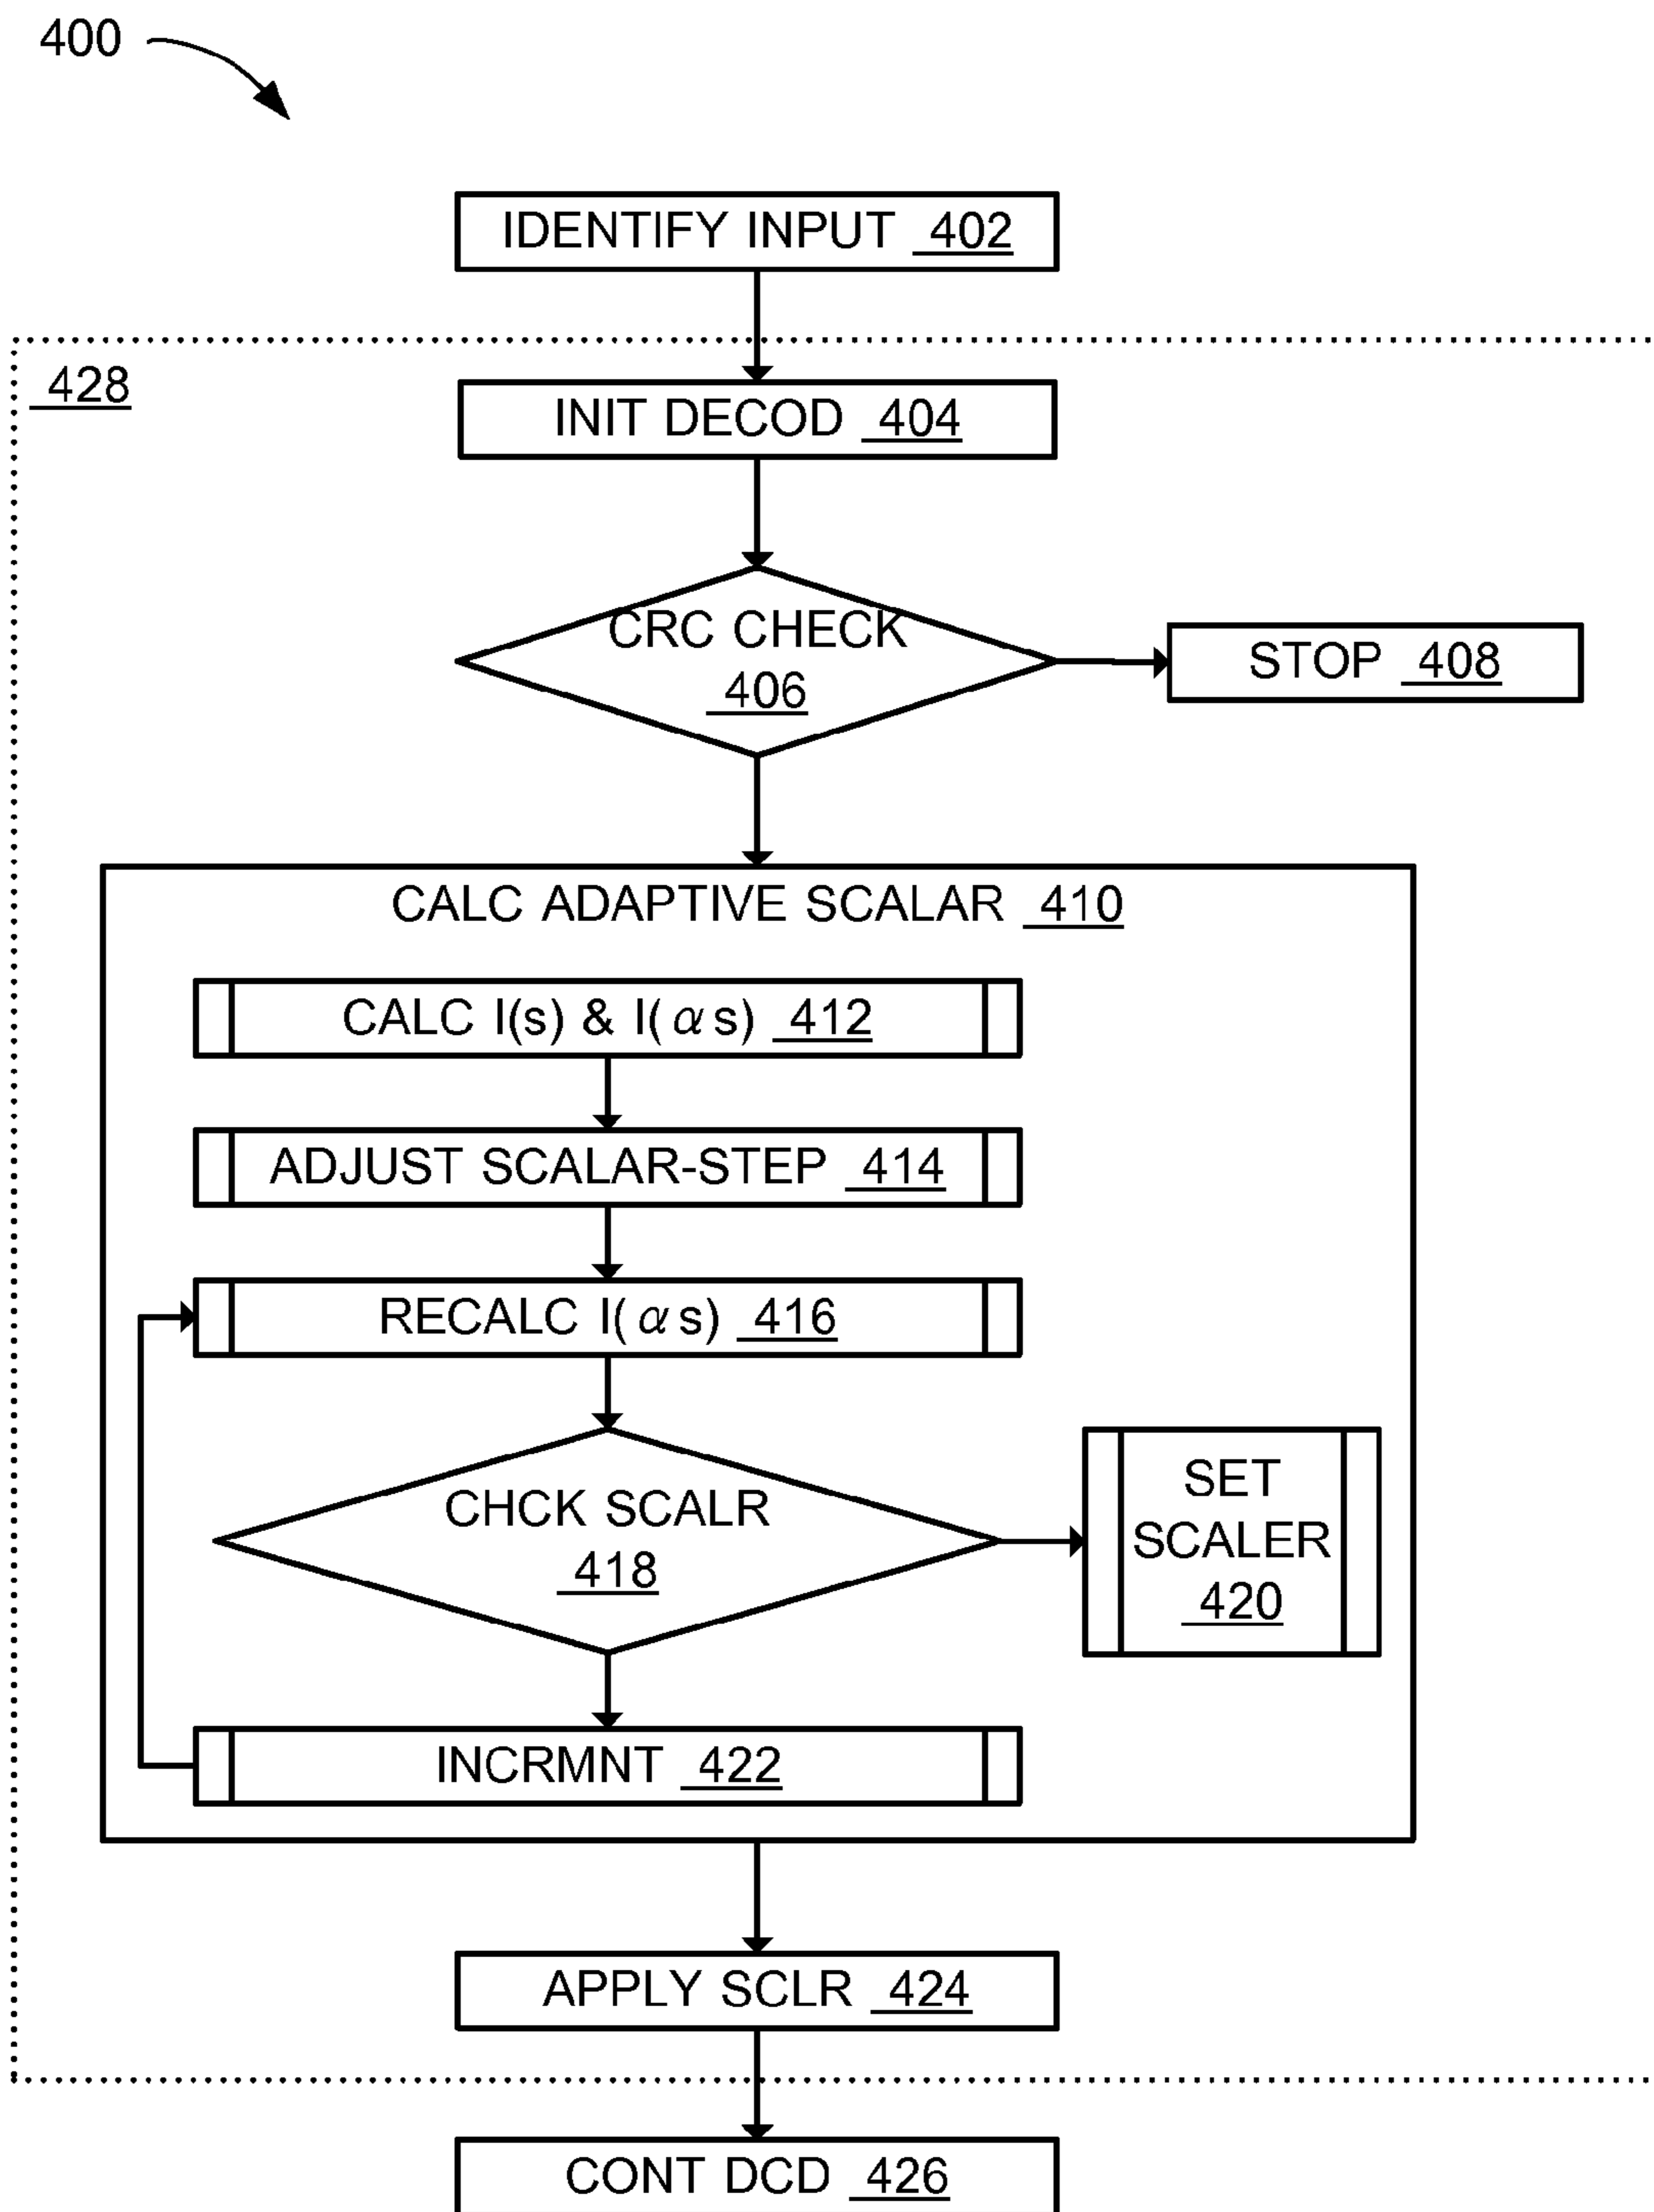 400
IDENTIFY INPUT 402
428
INIT DECOD 404
CRC CHECK
406
STOP 408
CALC ADAPTIVE SCALAR 410
CALC I(s) & I(α s) 412
ADJUST SCALAR-STEP 414
RECALC I(α s) 416
CHCK SCALR
418
SET
SCALER
420
INCRMNT 422
APPLY SCLR 424
CONT DCD 426